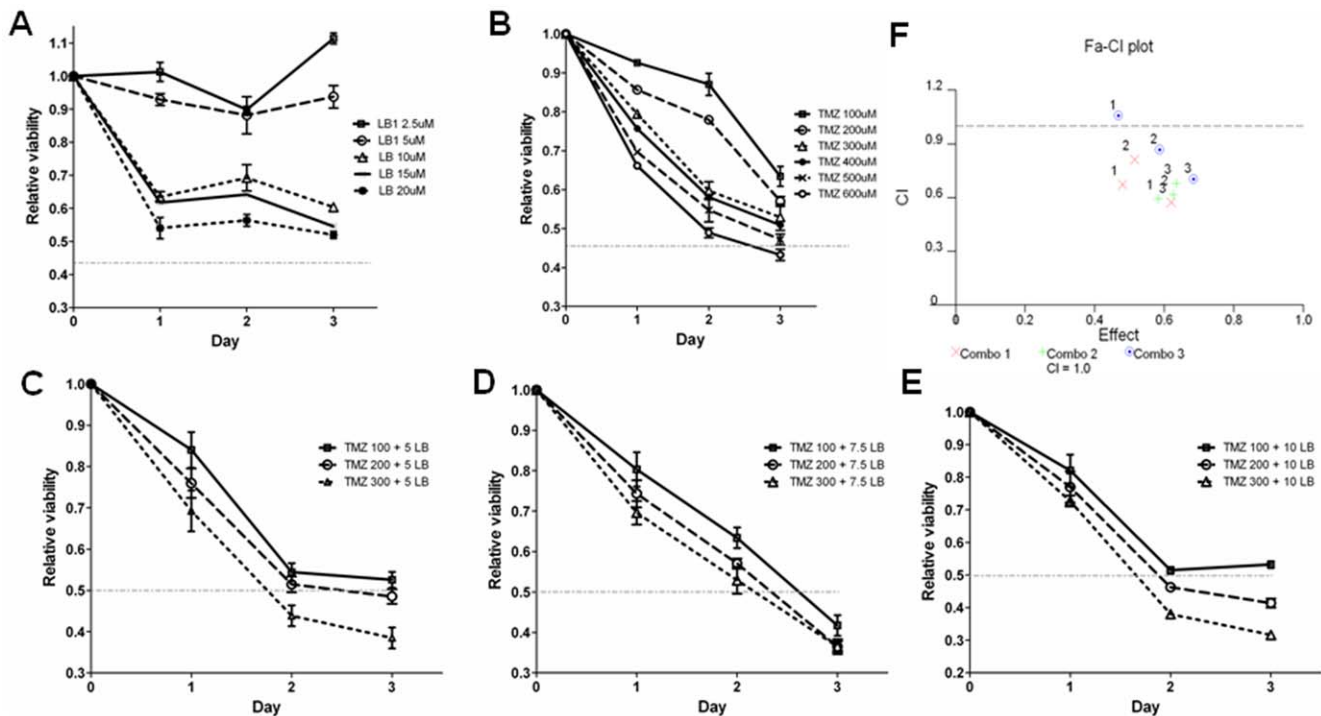 A
Relative viability
1.1
1.0
0.9
0.8
0.7
0.6
0.5
0.4
0.3
0 1 2 3
Day
LB1 2.5uM
LB1 5uM
LB 10uM
LB 15uM
LB 20uM
B
Relative viability
1.0
0.9
0.8
0.7
0.6
0.5
0.4
0.3
0 1 2 3
Day
TMZ 100uM
TMZ 200uM
TMZ 300uM
TMZ 400uM
TMZ 500uM
TMZ 600uM
F
Fa-CI plot
CI
1.2
0.9
0.6
0.3
0
1
2
2
1
1 2 3 3
3
0 0.2 0.4 0.6 0.8 1.0
Effect
Combo 1 Combo 2 Combo 3
CI = 1.0
C
Relative viability
1.0
0.9
0.8
0.7
0.6
0.5
0.4
0.3
0 1 2 3
Day
TMZ 100 + 5 LB
TMZ 200 + 5 LB
TMZ 300 + 5 LB
D
Relative viability
1.0
0.9
0.8
0.7
0.6
0.5
0.4
0.3
0 1 2 3
Day
TMZ 100 + 7.5 LB
TMZ 200 + 7.5 LB
TMZ 300 + 7.5 LB
E
Relative viability
1.0
0.9
0.8
0.7
0.6
0.5
0.4
0.3
0.2
0 1 2 3
Day
TMZ 100 + 10 LB
TMZ 200 + 10 LB
TMZ 300 + 10 LB